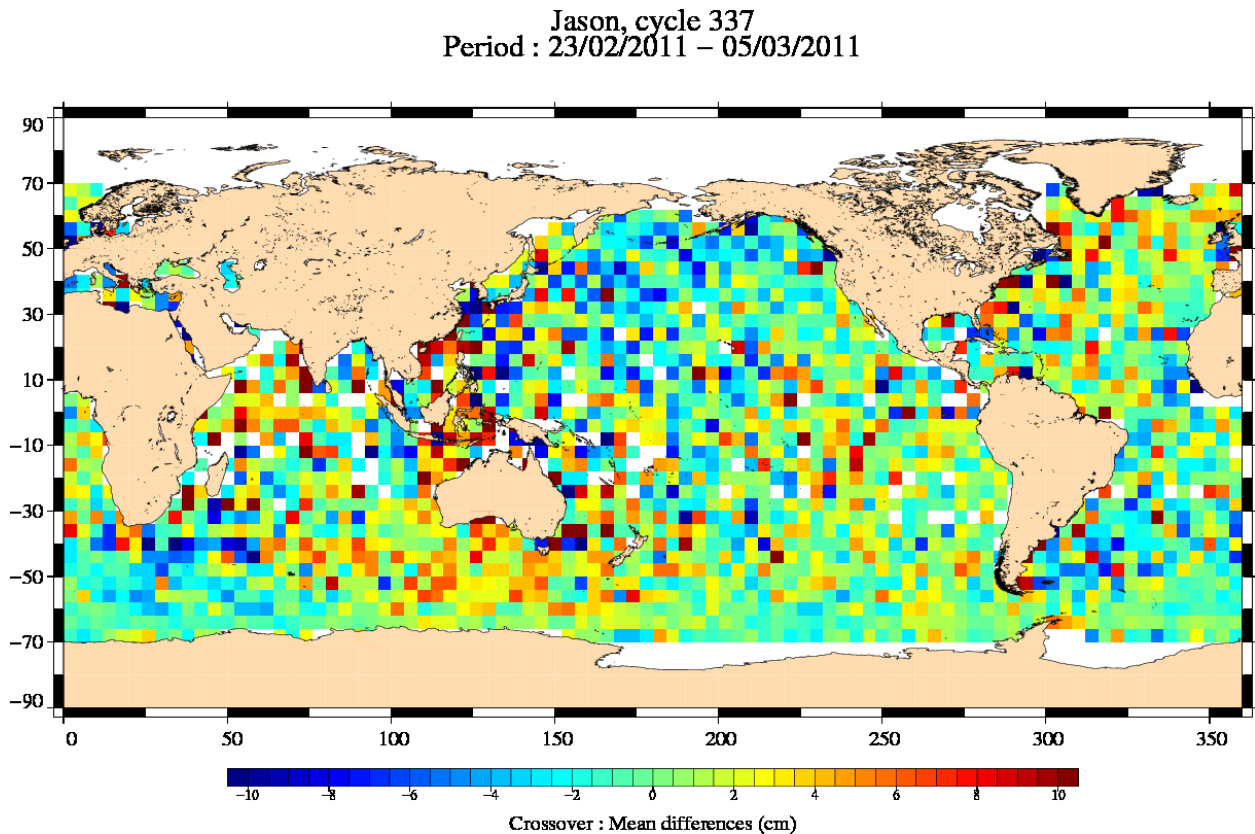 Jason, cycle 337
Period : 23/02/2011 − 05/03/2011
90
70
50
30
10
−10
−30
−50
−70
−90
0 50 100 150 200 250 300 350
−10 −8 −6 −4 −2 0 2 4 6 8 10
Crossover : Mean differences (cm)